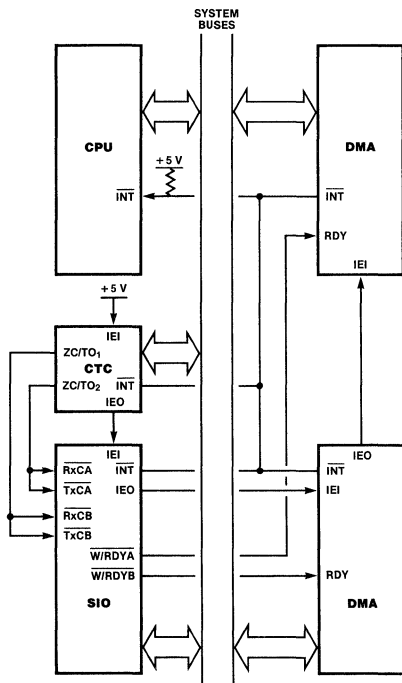 SYSTEM
BUSES
CPU
+5 V
INT
DMA
INT
RDY
IEI
+5 V
IEI
ZC/TO1
CTC
ZC/TO2
INT
IEO
IEI
RxCA
INT
TxCA
IEO
RxCB
TxCB
W/RDYA
W/RDYB
SIO
IEO
INT
IEI
RDY
DMA